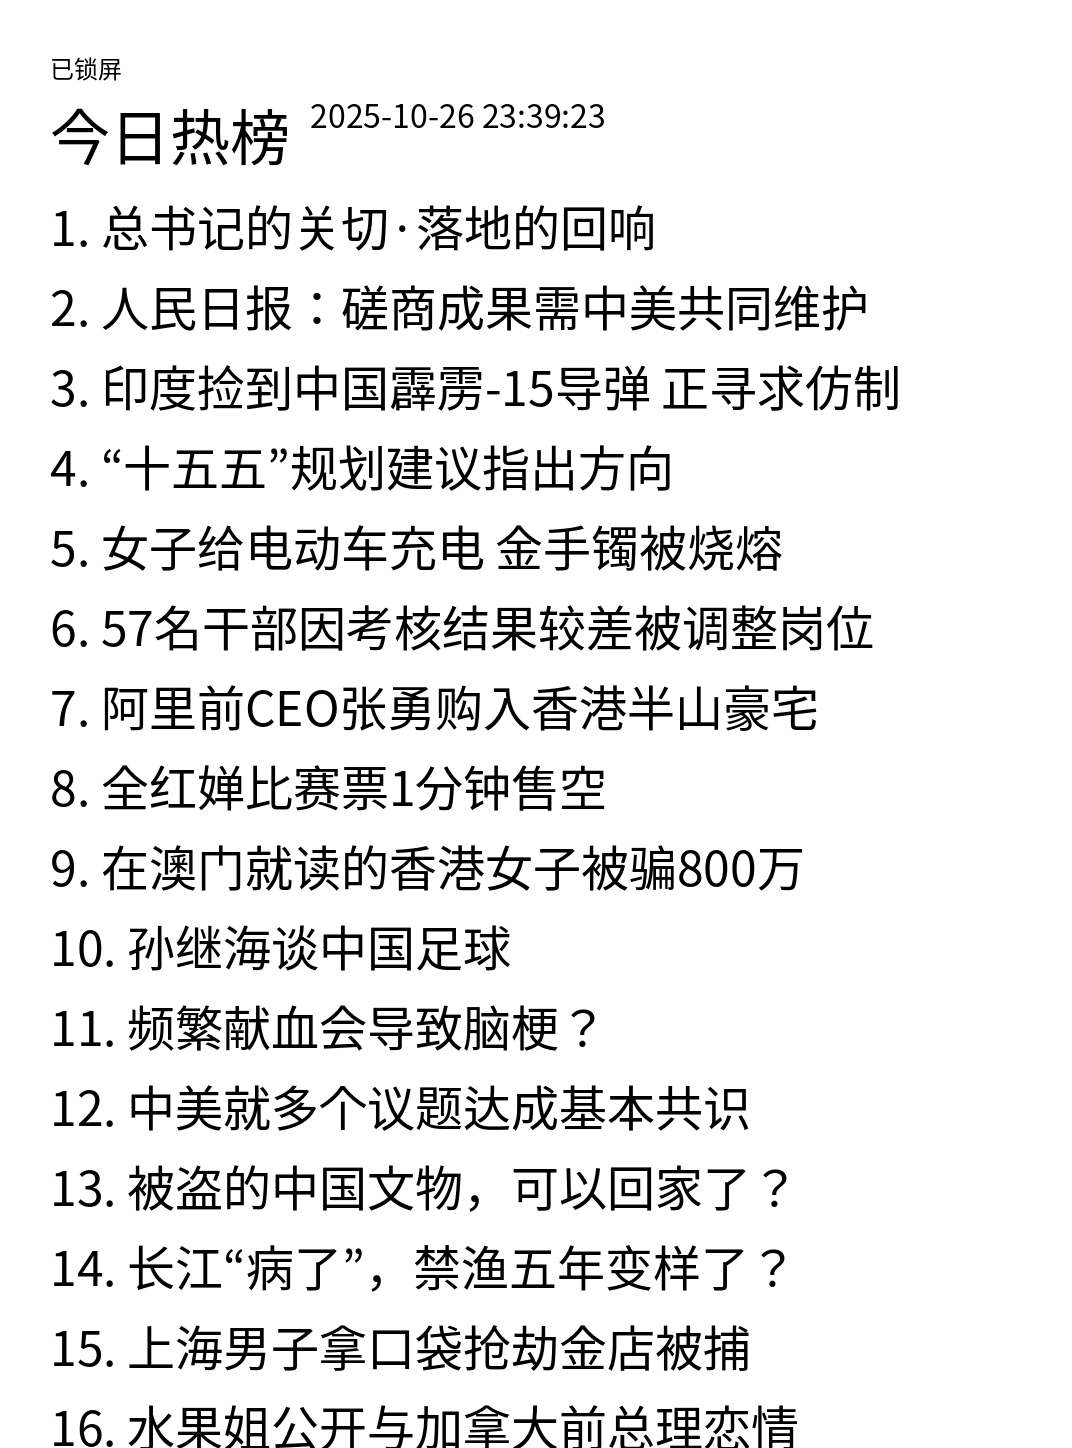 已锁屏
今日热榜 2025-10-26 23:39:23
1. 总书记的关切·落地的回响
2. 人民日报：磋商成果需中美共同维护
3. 印度捡到中国霹雳-15导弹 正寻求仿制
4. “十五五”规划建议指出方向
5. 女子给电动车充电 金手镯被烧熔
6. 57名干部因考核结果较差被调整岗位
7. 阿里前CEO张勇购入香港半山豪宅
8. 全红婵比赛票1分钟售空
9. 在澳门就读的香港女子被骗800万
10. 孙继海谈中国足球
11. 频繁献血会导致脑梗？
12. 中美就多个议题达成基本共识
13. 被盗的中国文物，可以回家了？
14. 长江“病了”，禁渔五年变样了？
15. 上海男子拿口袋抢劫金店被捕
16. 水果姐公开与加拿大前总理恋情